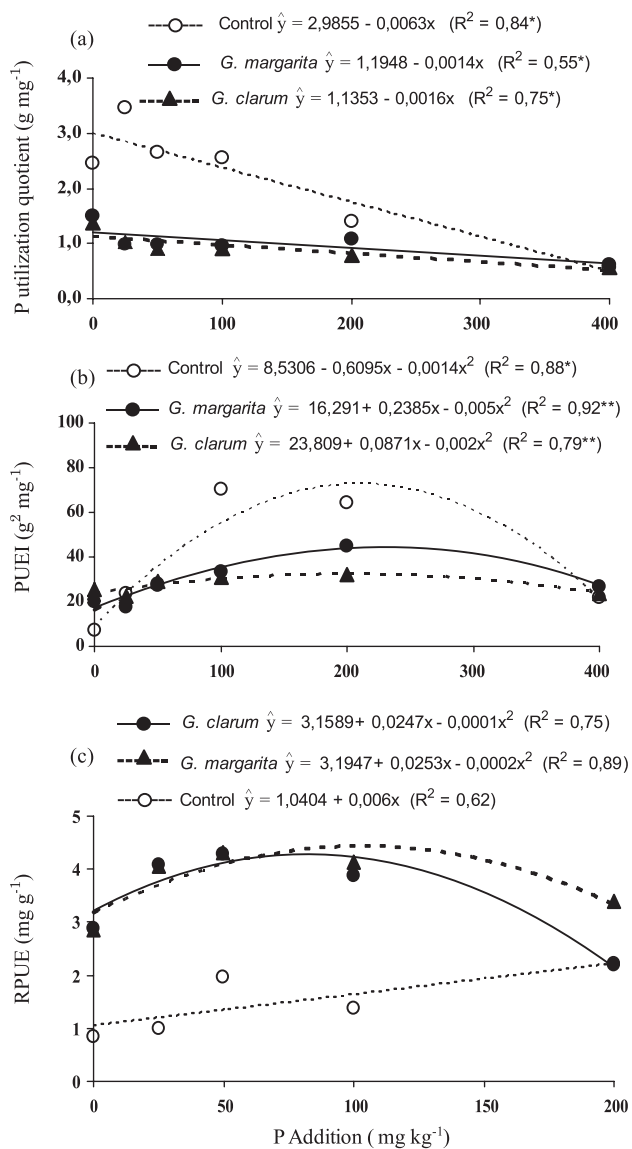 (a)
Control ŷ = 2,9855 - 0,0063x (R² = 0,84*)
G. margarita ŷ = 1,1948 - 0,0014x (R² = 0,55*)
G. clarum ŷ = 1,1353 - 0,0016x (R² = 0,75*)
P utilization quotient (g mg⁻¹)
4,0
3,0
2,0
1,0
0,0
0 100 200 300 400
(b)
Control ŷ = 8,5306 - 0,6095x - 0,0014x² (R² = 0,88*)
G. margarita ŷ = 16,291+ 0,2385x - 0,005x² (R² = 0,92**)
G. clarum ŷ = 23,809+ 0,0871x - 0,002x² (R² = 0,79**)
PUEI (g² mg⁻¹)
100
80
60
40
20
0
0 100 200 300 400
G. clarum ŷ = 3,1589+ 0,0247x - 0,0001x² (R² = 0,75)
(c)
G. margarita ŷ = 3,1947+ 0,0253x - 0,0002x² (R² = 0,89)
Control ŷ = 1,0404 + 0,006x (R² = 0,62)
RPUE (mg g⁻¹)
5
4
3
2
1
0
0 50 100 150 200
P Addition ( mg kg⁻¹)